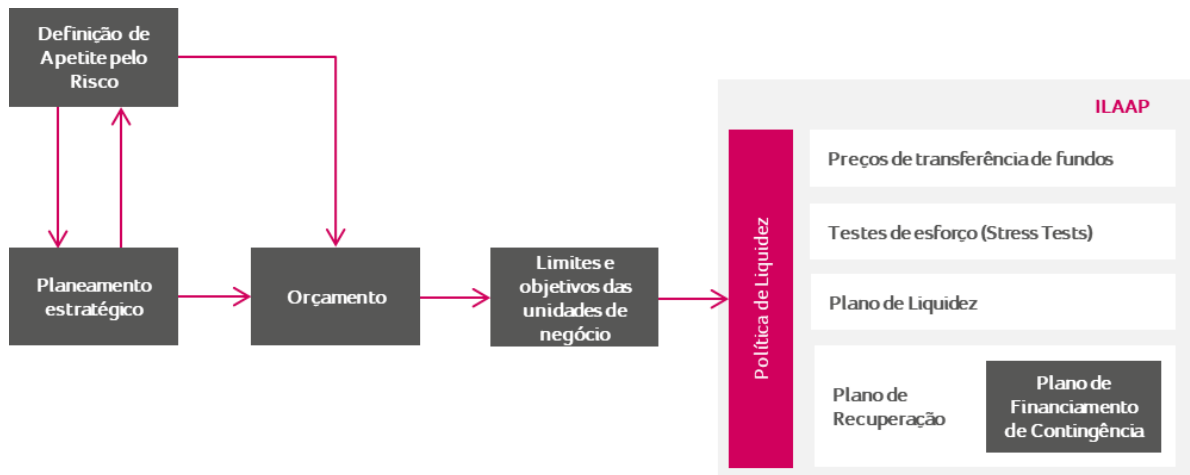 Definição de
Apetite pelo
Risco
Planeamento
estratégico
Orçamento
Limites e
objetivos das
unidades de
negócio
ILAAP
Política de Liquidez
Preços de transferência de fundos
Testes de esforço (Stress Tests)
Plano de Liquidez
Plano de
Recuperação
Plano de
Financiamento
de Contingência